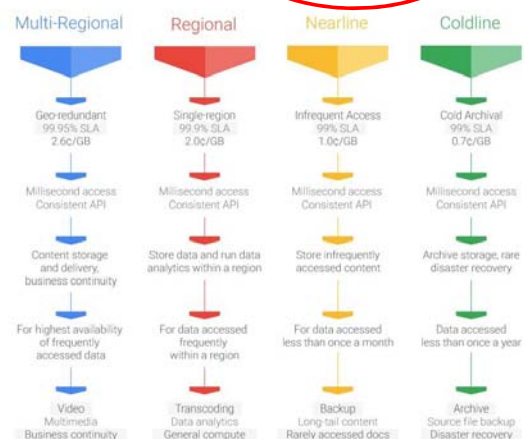 Multi-Regional
Geo-redundant
99.95% SLA
2.6¢/GB
Millisecond access
Consistent API
Content storage
and delivery,
business continuity
For highest availability
of frequently
accessed data
Video
Multimedia
Business continuity
Regional
Single-region
99.9% SLA
2.0¢/GB
Millisecond access
Consistent API
Store data and run data
analytics within a region
For data accessed
frequently
within a region
Transcoding
Data analytics
General compute
Nearline
Infrequent Access
99% SLA
1.0¢/GB
Millisecond access
Consistent API
Store infrequently
accessed content
For data accessed
less than once a month
Backup
Long-tail content
Rarely accessed docs
Coldline
Cold Archival
99% SLA
0.7¢/GB
Millisecond access
Consistent API
Archive storage, rare
disaster recovery
Data accessed
less than once a year
Archive
Source file backup
Disaster recovery